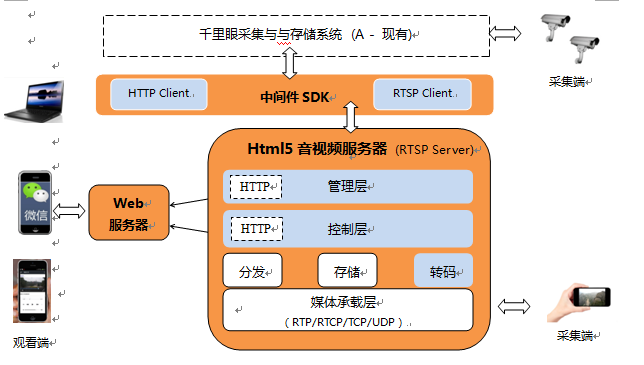 千里眼采集与与存储系统（A - 现有)
采集端
HTTP Client
中间件 SDK
RTSP Client
Html5 音视频服务器 (RTSP Server)
HTTP
管理层
微信
Web
服务器
HTTP
控制层
分发
存储
转码
媒体承载层
（RTP/RTCP/TCP/UDP）
观看端
采集端